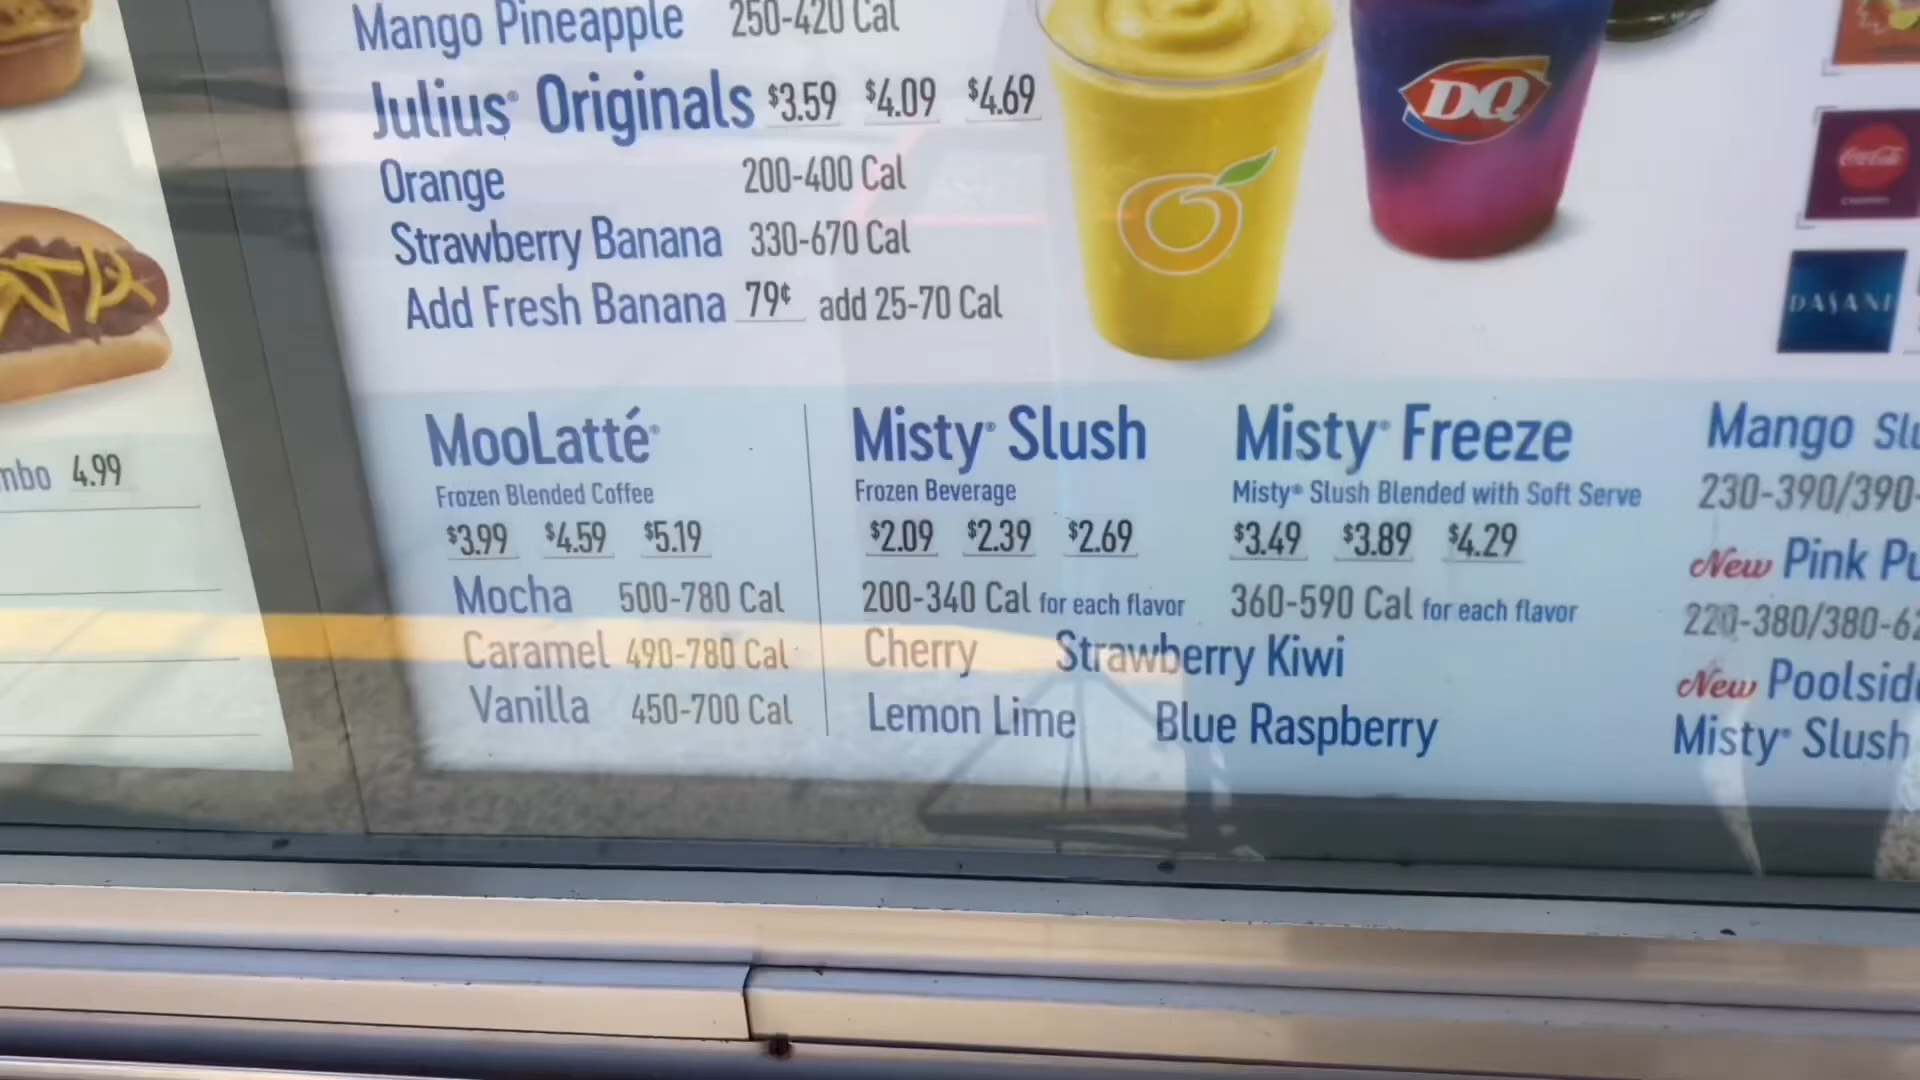 Mango Pineapple 250-420 Cal
Julius® Originals $3.59 $4.09 $4.69
Orange 200-400 Cal
Strawberry Banana 330-670 Cal
Add Fresh Banana 79¢ add 25-70 Cal
DQ
Coca-Cola
DASANI
4.99
MooLatté®
Frozen Blended Coffee
$3.99 $4.59 $5.19
Mocha 500-780 Cal
Caramel 490-780 Cal
Vanilla 450-700 Cal
Misty® Slush
Frozen Beverage
$2.09 $2.39 $2.69
200-340 Cal for each flavor
Misty® Freeze
Misty® Slush Blended with Soft Serve
$3.49 $3.89 $4.29
360-590 Cal for each flavor
Cherry Strawberry Kiwi
Lemon Lime Blue Raspberry
Mango
230-390/390-
New Pink
220-380/380-
New
Misty® Slush